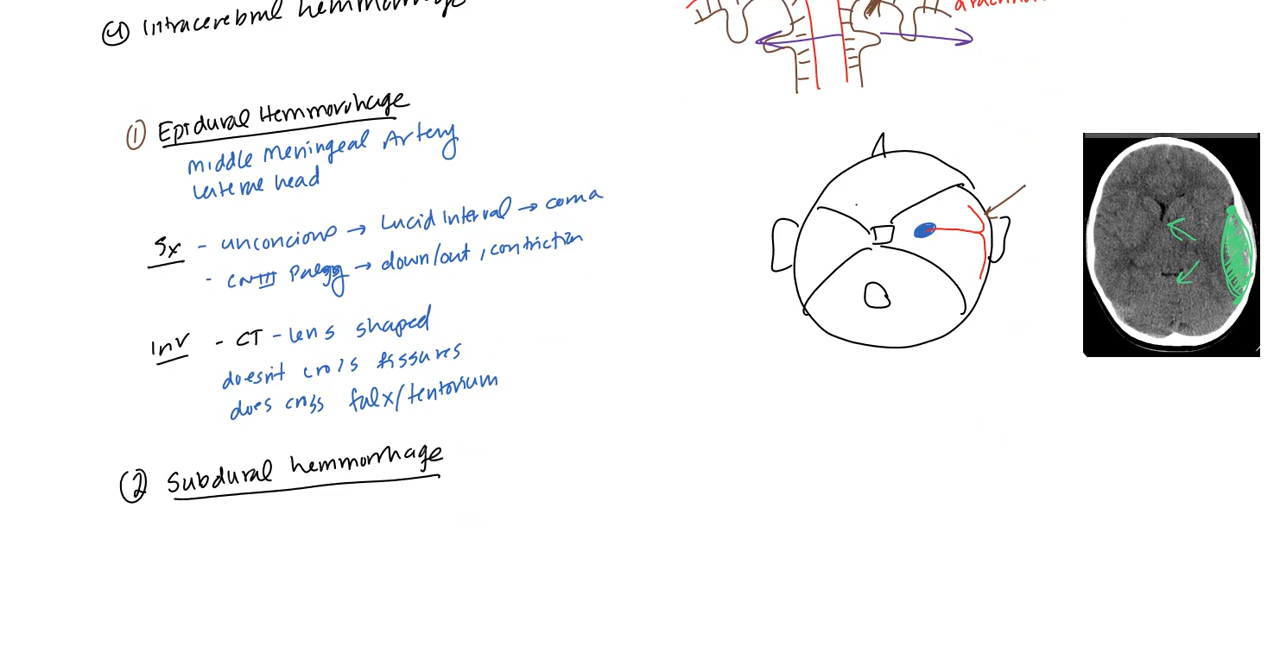 ④ Intracerebral hemmorhage
arachnoi
① Epidural Hemmorhage
Middle Meningeal Artery
head
Sx - unconcious → Lucid Interval → coma
- CN III Palsy → down/out, contriction
Inv - CT - lens shaped
doesn't cross fissures
does cross falx/tentorium
② Subdural hemmorhage